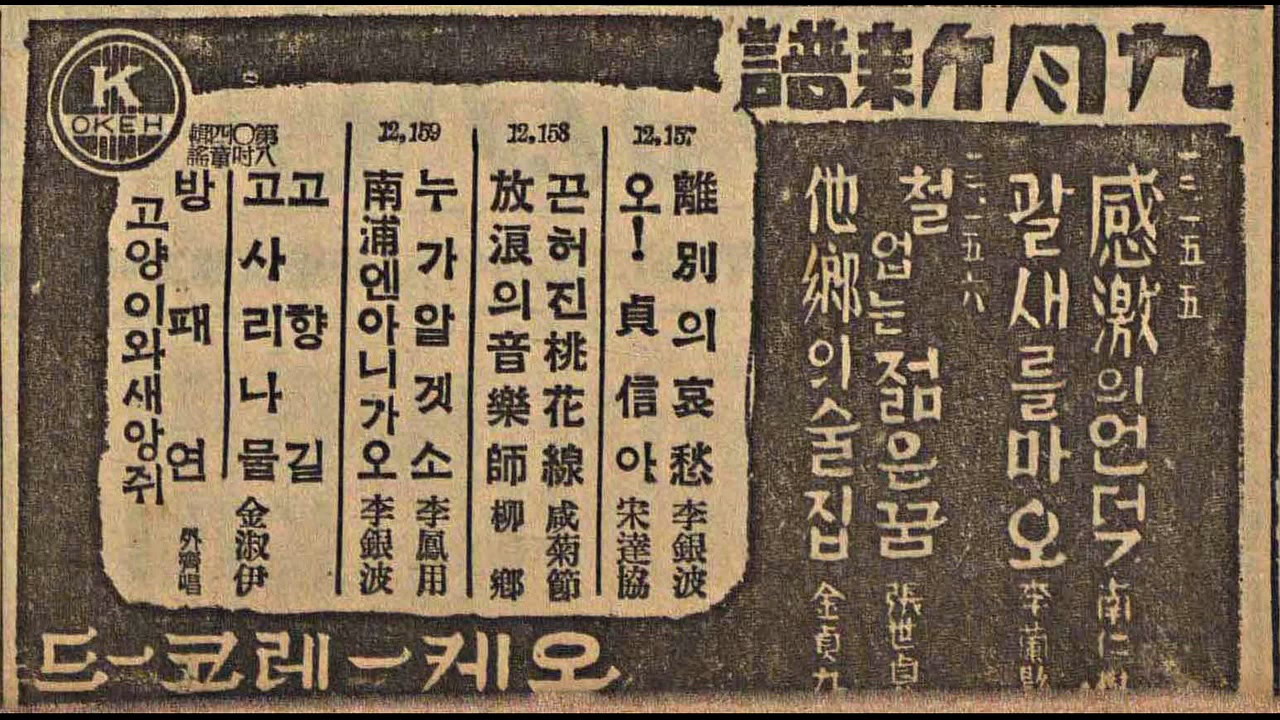 九月新譜
一二.一五五
感激의언덕 南仁樹
괄새를마오 李蘭影
一二.一五六
철업는젊은꿈 張世貞
他鄉의술집 金貞九
12,157
離別의哀愁 李銀波
오!貞信아 宋達協
12,158
끈허진桃花線 咸菊節
放浪의音樂師 柳鄕
12,159
누가알겟소 李鳳用
南浦엔아니가오 李銀波
第〇四輯
八吋童謠
고향길
고사리나물 金淑伊
방패연
고양이와새앙쥐 外齊唱
K
OKEH
오케-레코-드